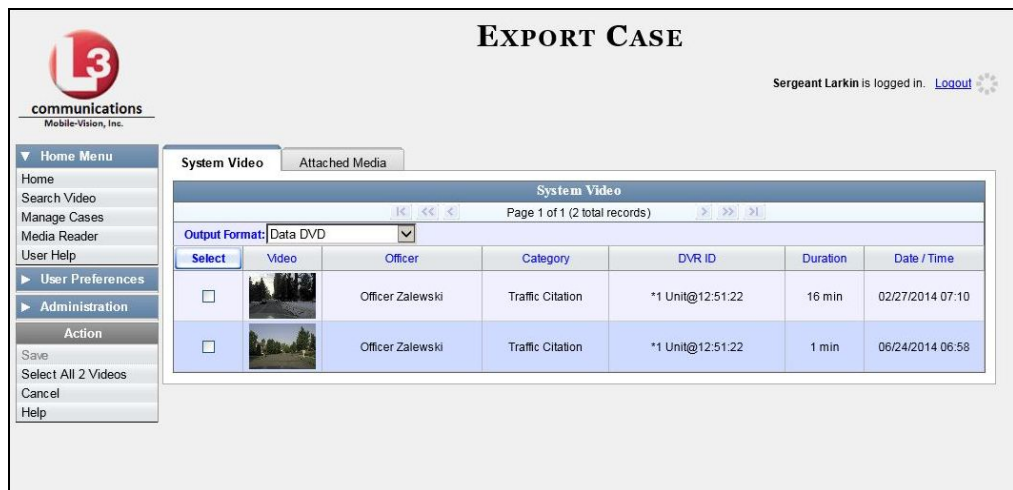 EXPORT CASE
L3
communications
Mobile-Vision, Inc.
Sergeant Larkin is logged in. Logout
Home Menu
Home
Search Video
Manage Cases
Media Reader
User Help
User Preferences
Administration
Action
Save
Select All 2 Videos
Cancel
Help
System Video Attached Media
System Video
Page 1 of 1 (2 total records)
Output Format: Data DVD
Select Video Officer Category DVR ID Duration Date / Time
Officer Zalewski Traffic Citation *1 Unit@12:51:22 16 min 02/27/2014 07:10
Officer Zalewski Traffic Citation *1 Unit@12:51:22 1 min 06/24/2014 06:58